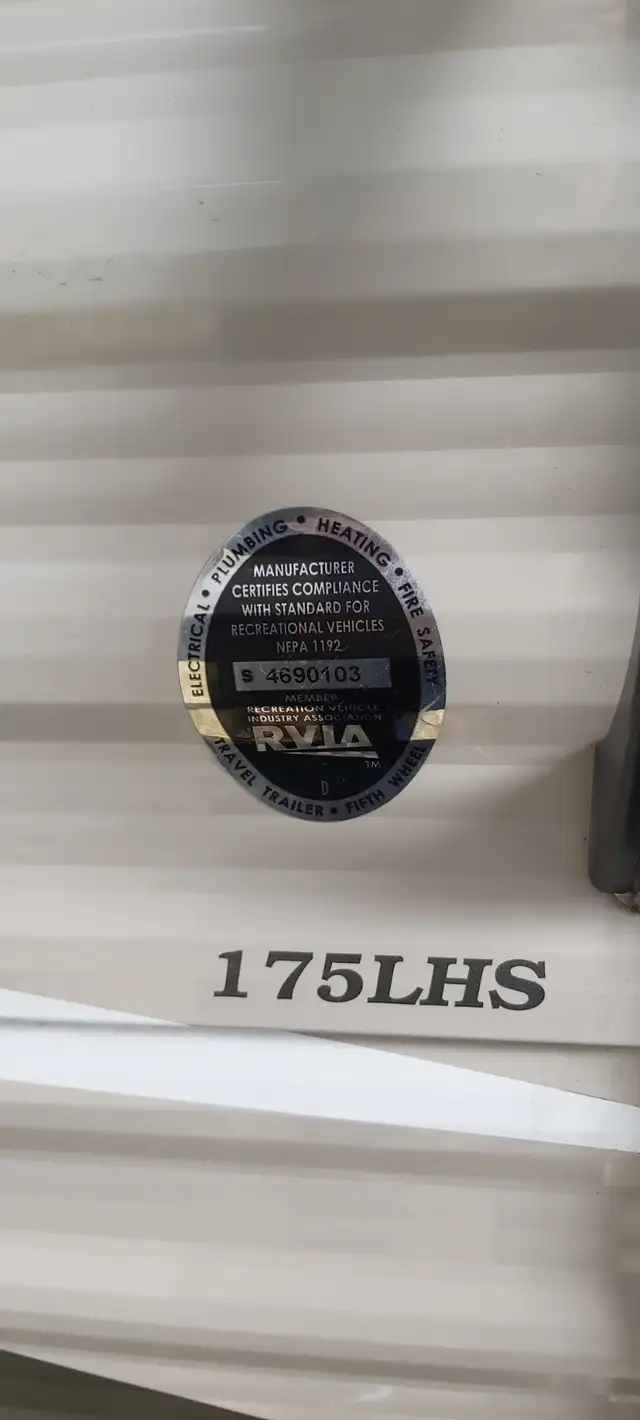 ELECTRICAL • PLUMBING • HEATING • FIRE SAFETY
MANUFACTURER
CERTIFIES COMPLIANCE
WITH STANDARD FOR
RECREATIONAL VEHICLES
NFPA 1192
S 4690103
MEMBER
RECREATION VEHICLE
INDUSTRY ASSOCIATION
RVIA
TM
D
TRAVEL TRAILER • FIFTH WHEEL
175LHS